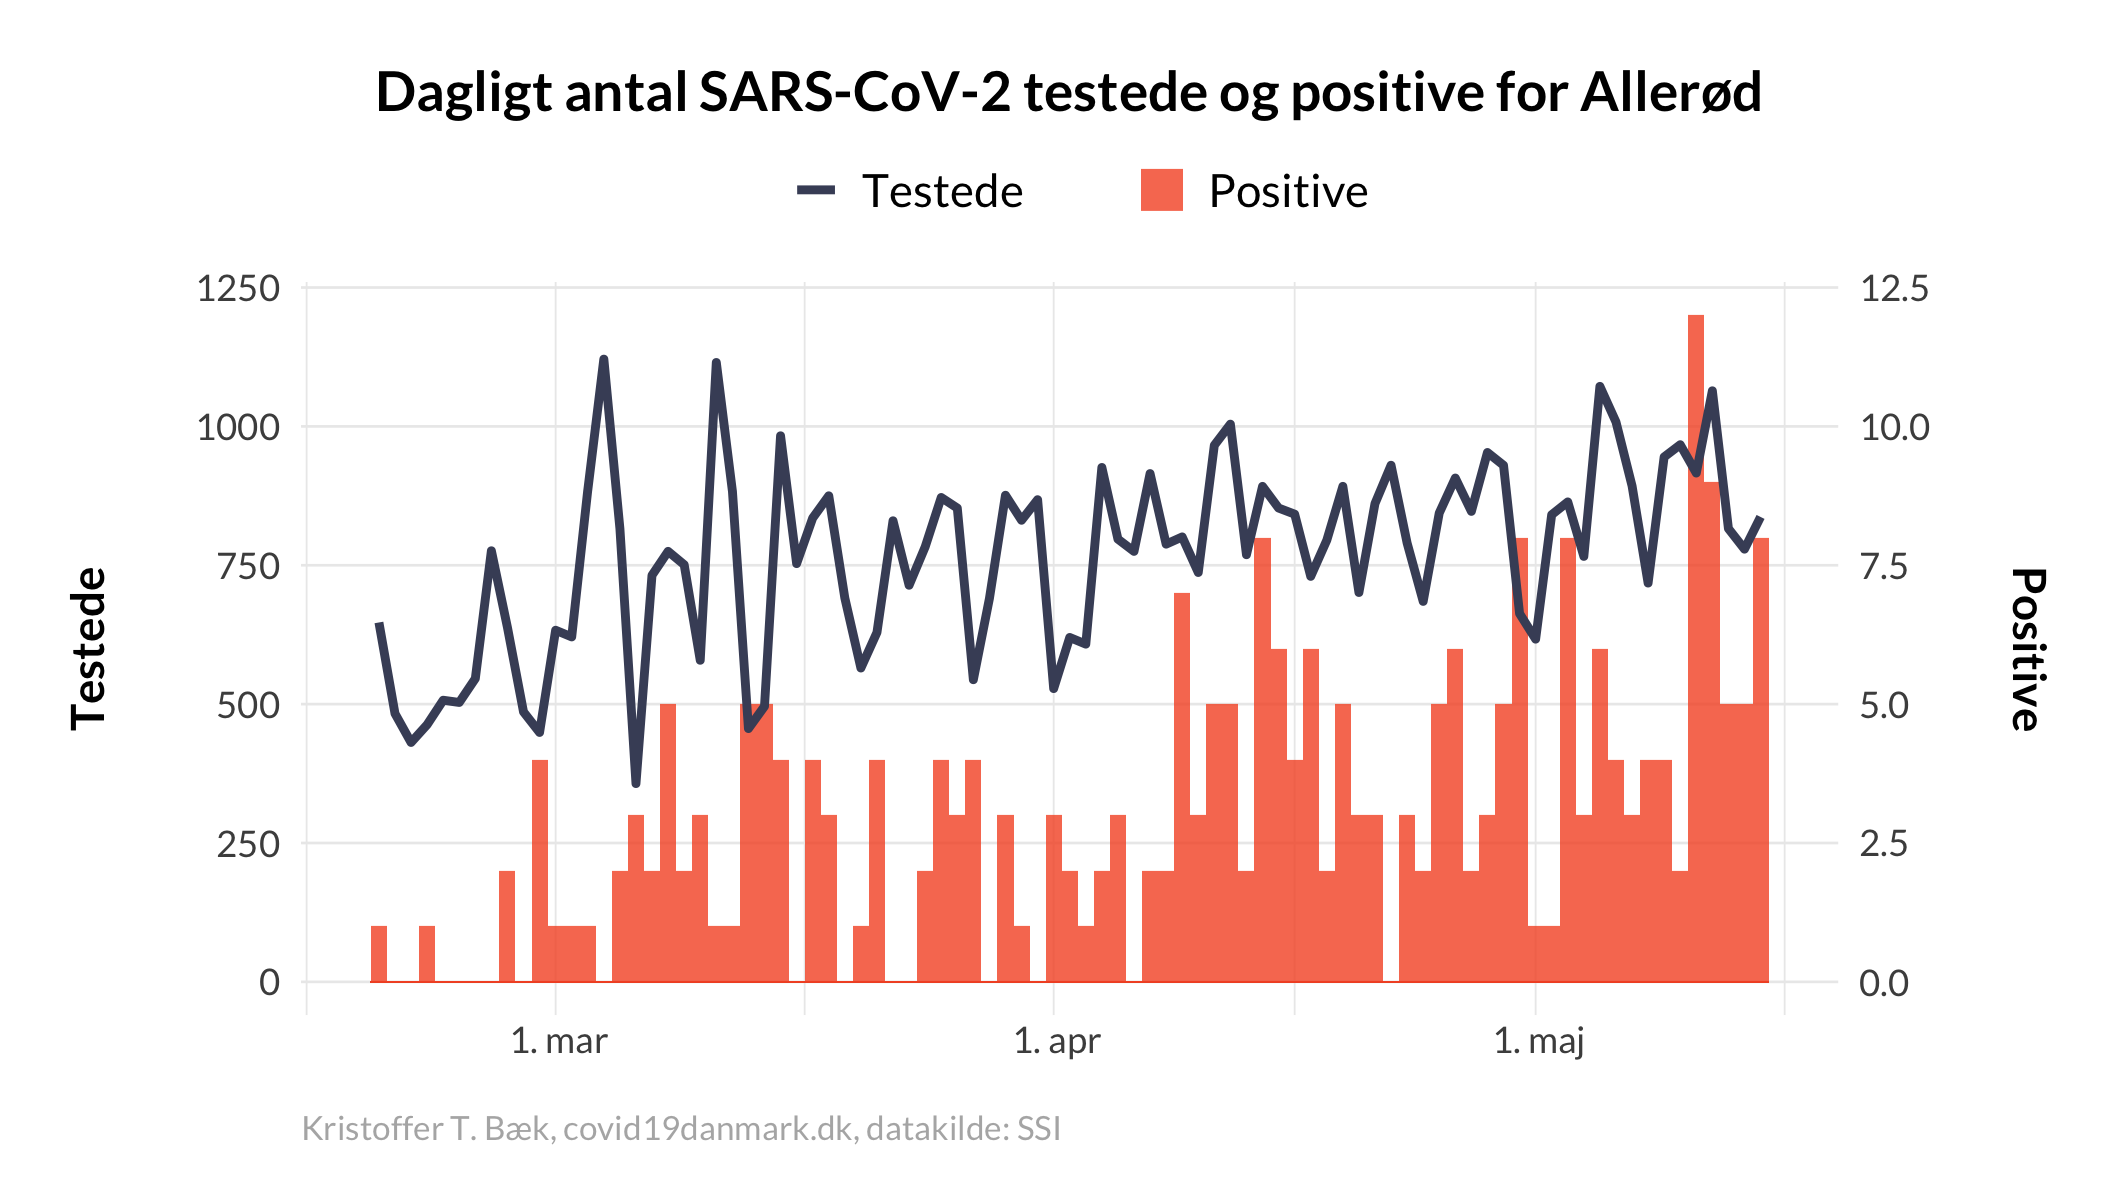 Dagligt antal SARS-CoV-2 testede og positive for Allerød
Testede Positive
1250 12.5
1000 10.0
750 7.5
500 5.0
250 2.5
0 0.0
Testede
Positive
1. mar 1. apr 1. maj
Kristoffer T. Bæk, covid19danmark.dk, datakilde: SSI